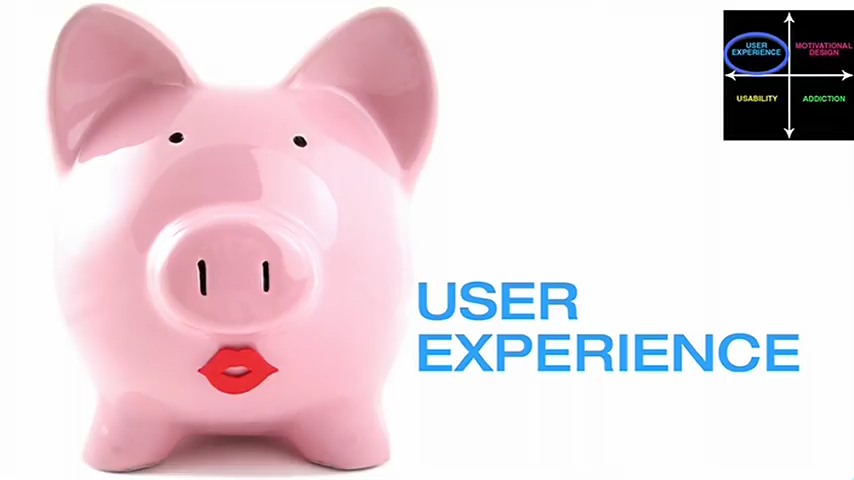 USER
EXPERIENCE
MOTIVATIONAL
DESIGN
USABILITY
ADDICTION
USER
EXPERIENCE